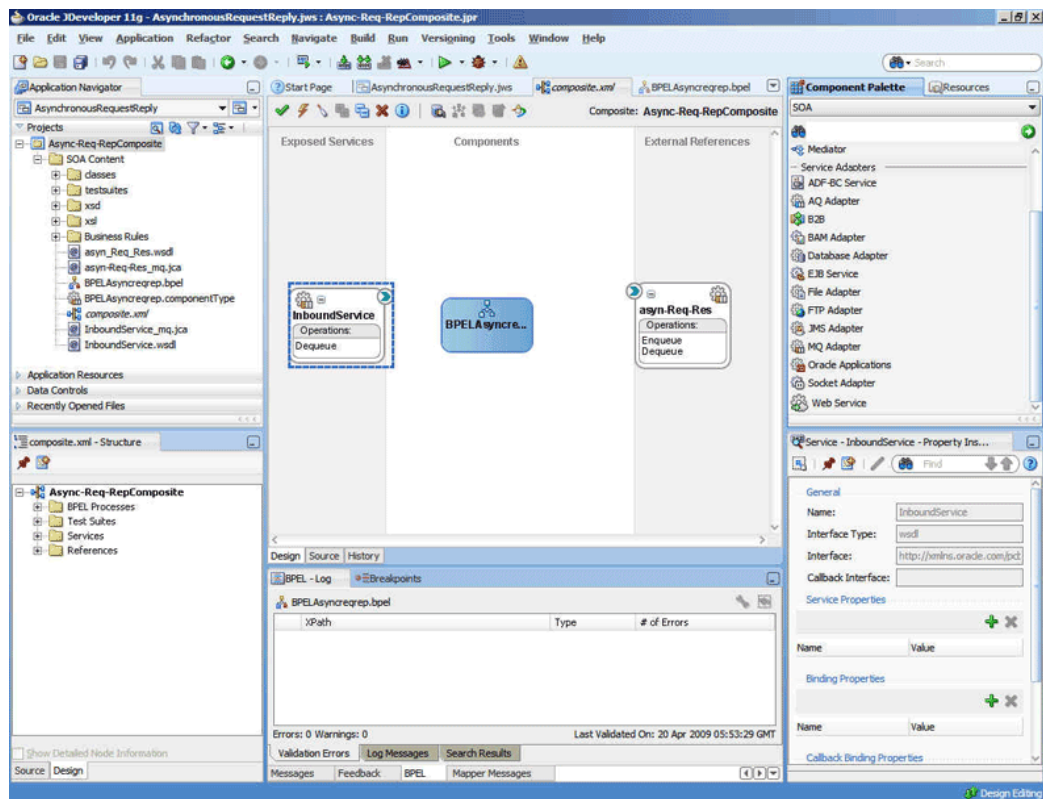 Oracle JDeveloper 11g - AsynchronousRequestReply.jws : Async-Req-RepComposite.jpr
File Edit View Application Refactor Search Navigate Build Run Versioning Tools Window Help
Search
Application Navigator
AsynchronousRequestReply
Projects
Async-Req-RepComposite
SOA Content
classes
testsuites
xsd
xsl
Business Rules
asyn_Req_Res.wsdl
asyn-Req-Res_mq.jca
BPELAsyncreqrep.bpel
BPELAsyncreqrep.componentType
composite.xml
InboundService_mq.jca
InboundService.wsdl
Application Resources
Data Controls
Recently Opened Files
composite.xml - Structure
Async-Req-RepComposite
BPEL Processes
Test Suites
Services
References
Show Detailed Node Information
Source Design
Start Page AsynchronousRequestReply.jws composite.xml BPELAsyncreqrep.bpel
Composite: Async-Req-RepComposite
Exposed Services Components External References
InboundService
Operations:
Dequeue
BPELAsyncre...
asyn-Req-Res
Operations:
Enqueue
Dequeue
Design Source History
BPEL - Log Breakpoints
BPELAsyncreqrep.bpel
XPath Type # of Errors
Errors: 0 Warnings: 0 Last Validated On: 20 Apr 2009 05:53:29 GMT
Validation Errors Log Messages Search Results
Messages Feedback BPEL Mapper Messages
Component Palette Resources
SOA
Mediator
Service Adapters
ADF-BC Service
AQ Adapter
B2B
BAM Adapter
Database Adapter
EJB Service
File Adapter
FTP Adapter
JMS Adapter
MQ Adapter
Oracle Applications
Socket Adapter
Web Service
Service - InboundService - Property Ins...
Find
General
Name: InboundService
Interface Type: wsdl
Interface: http://xmlns.oracle.com/pcb
Callback Interface:
Service Properties
Name Value
Binding Properties
Name Value
Callback Binding Properties
Design Editing